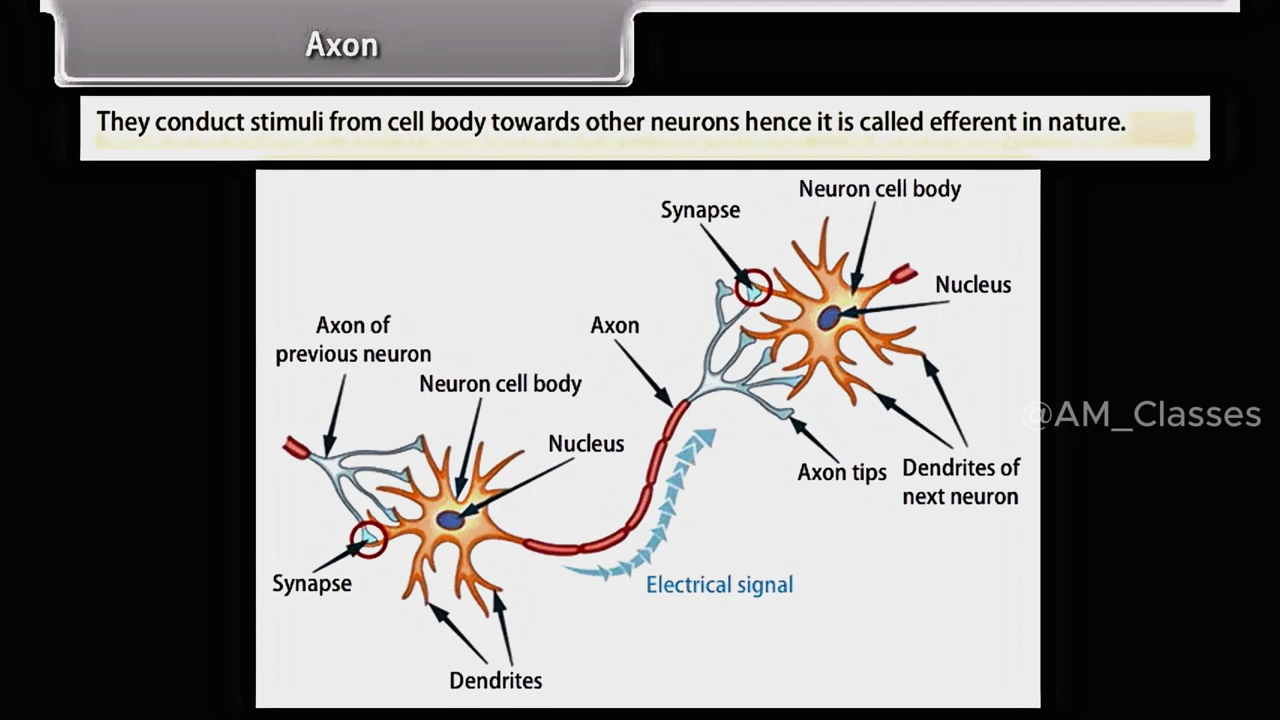 Axon
They conduct stimuli from cell body towards other neurons hence it is called efferent in nature.
Neuron cell body
Synapse
Nucleus
Axon of
previous neuron
Axon
Neuron cell body
@AM_Classes
Nucleus
Axon tips
Dendrites of
next neuron
Synapse
Electrical signal
Dendrites